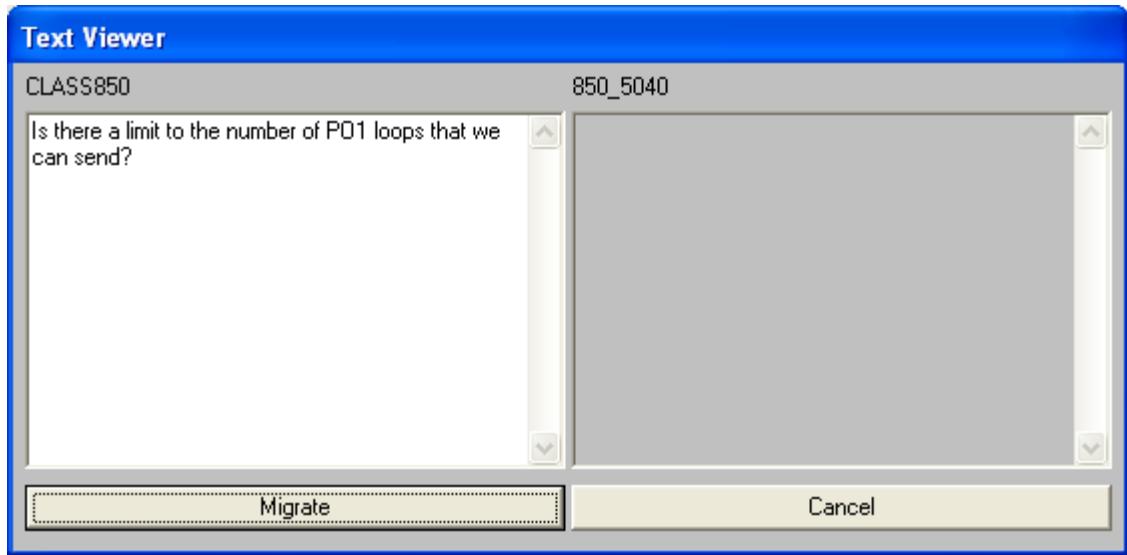 Text Viewer
CLASS850
850_5040
Is there a limit to the number of PO1 loops that we
can send?
Migrate
Cancel